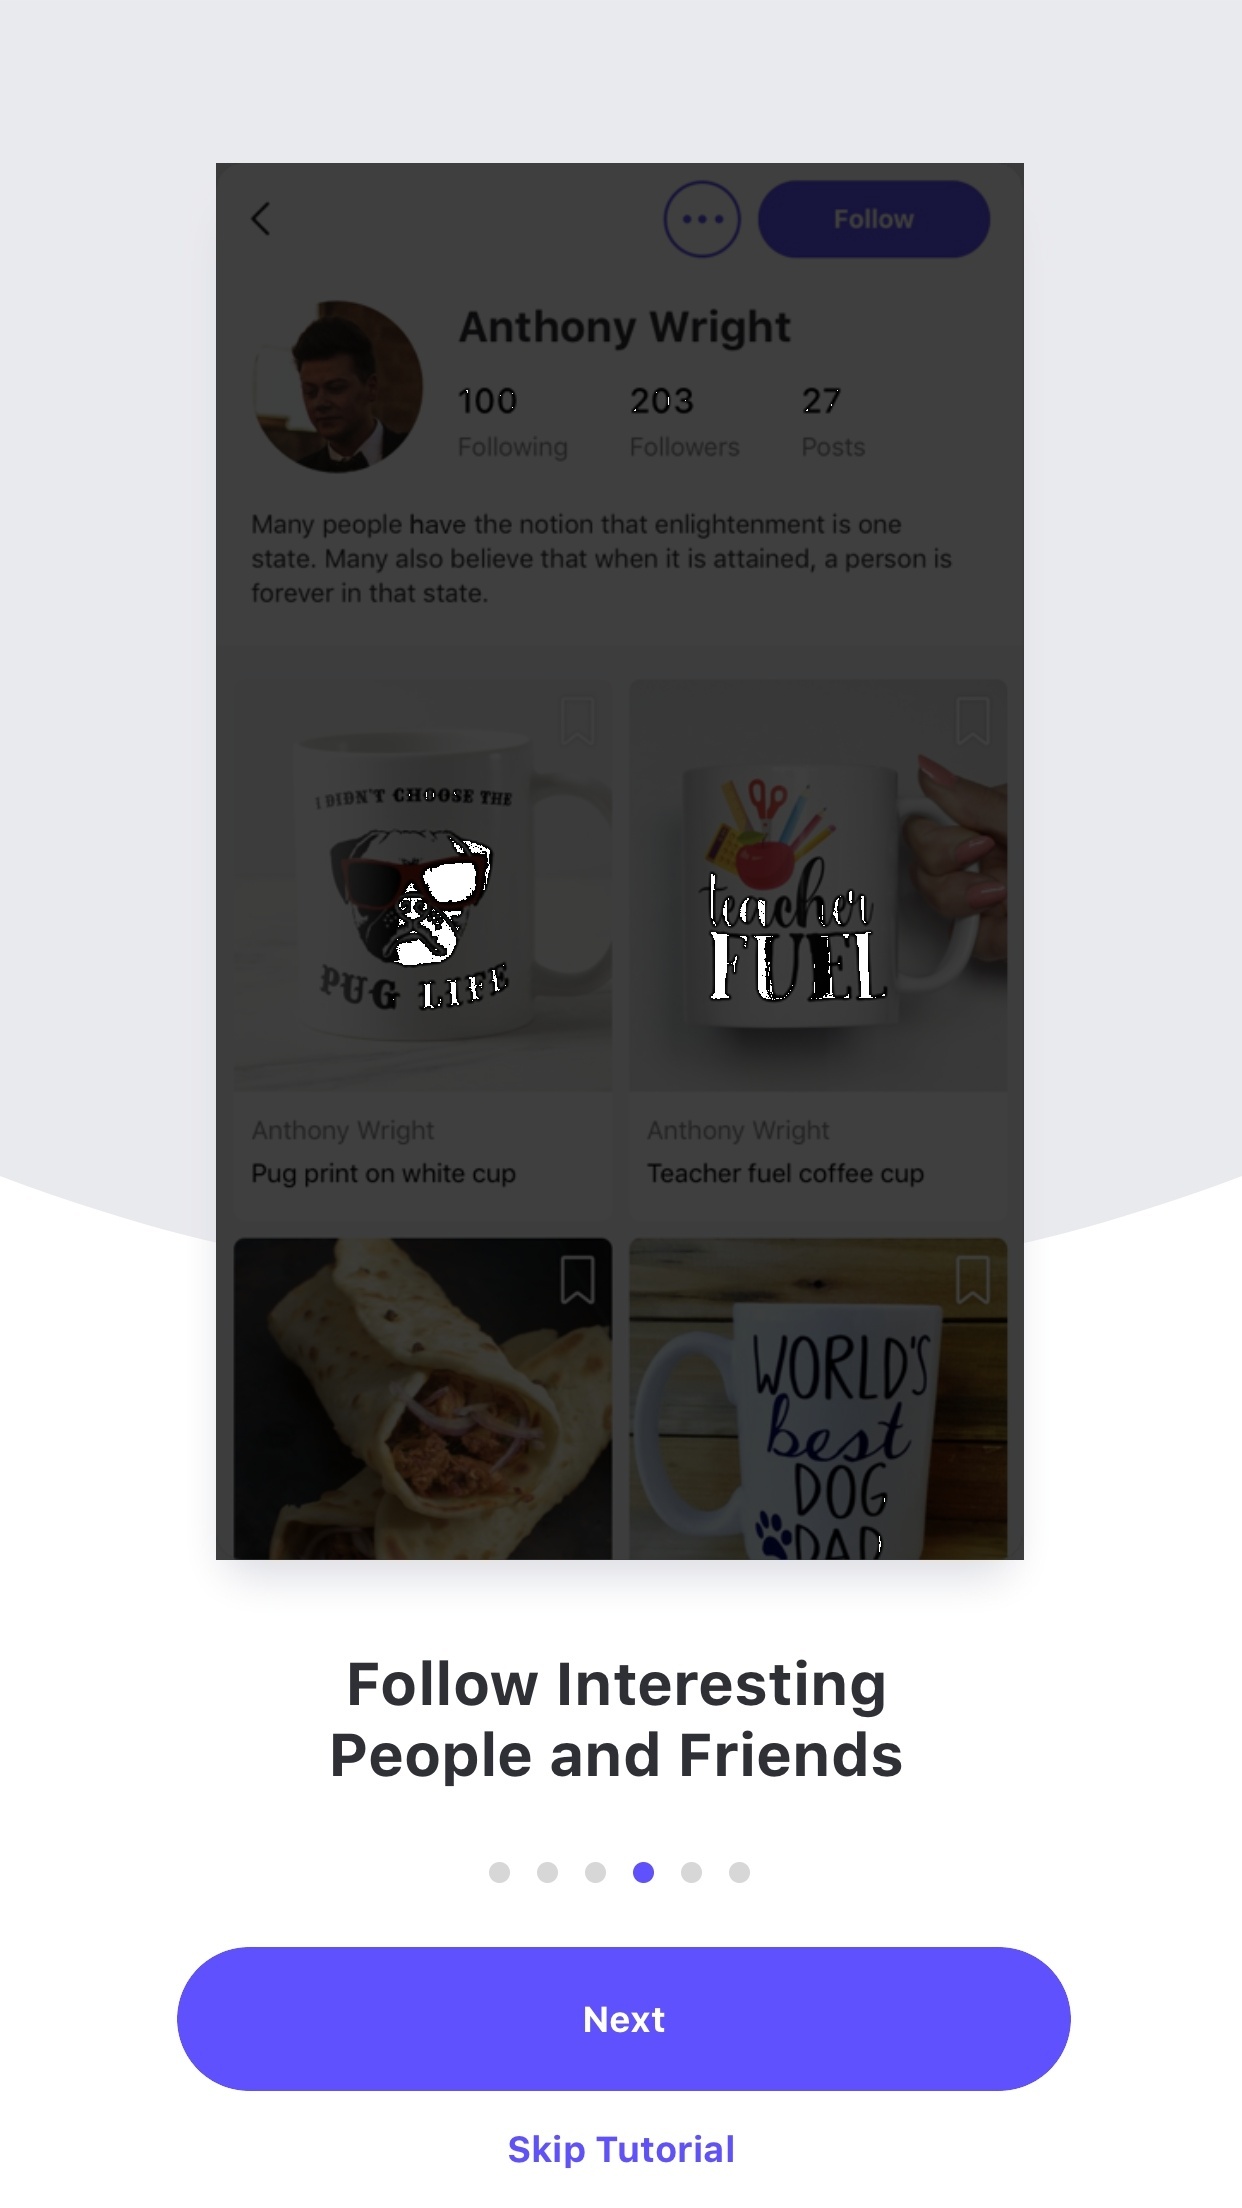 Follow
Anthony Wright
100 203 27
Following Followers Posts
Many people have the notion that enlightenment is one
state. Many also believe that when it is attained, a person is
forever in that state.
I DIDN'T CHOOSE THE
PUG LIFE
teacher
FUEL
Anthony Wright
Pug print on white cup
Anthony Wright
Teacher fuel coffee cup
WORLD'S
best
DOG
DAD
Follow Interesting
People and Friends
Next
Skip Tutorial